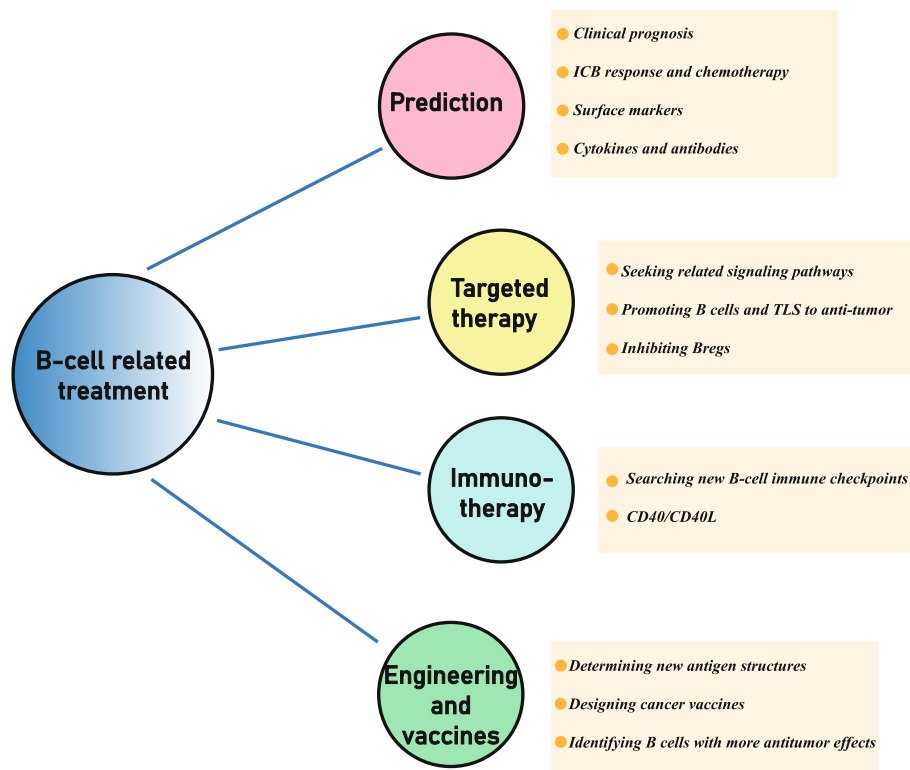 B-cell related
treatment
Prediction
Clinical prognosis
ICB response and chemotherapy
Surface markers
Cytokines and antibodies
Targeted
therapy
Seeking related signaling pathways
Promoting B cells and TLS to anti-tumor
Inhibiting Bregs
Immuno-
therapy
Searching new B-cell immune checkpoints
CD40/CD40L
Engineering
and
vaccines
Determining new antigen structures
Designing cancer vaccines
Identifying B cells with more antitumor effects